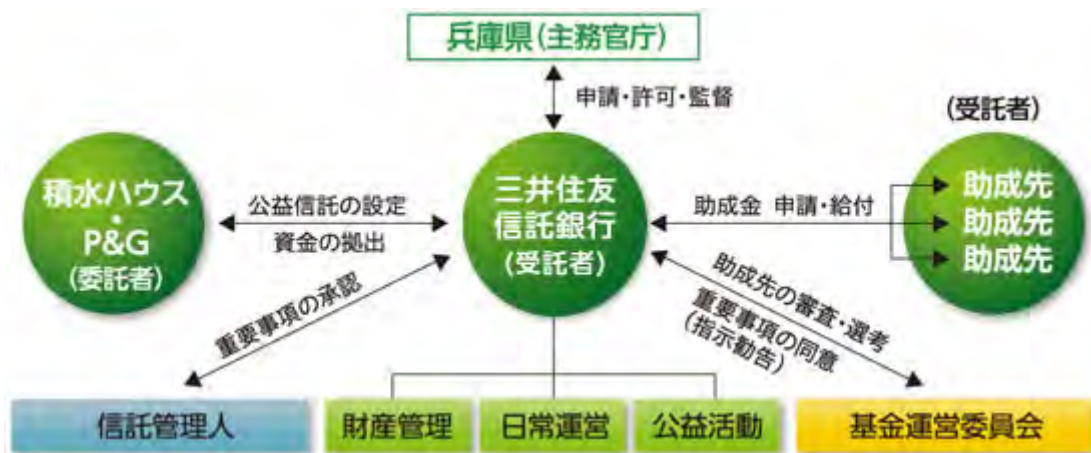 兵庫県(主務官庁)
申請・許可・監督
積水ハウス
・
P&G
(委託者)
公益信託の設定
資金の拠出
三井住友
信託銀行
(受託者)
助成金 申請・給付
(受託者)
助成先
助成先
助成先
重要事項の承認
助成先の審査・選考
重要事項の同意
(指示勧告)
信託管理人
財産管理
日常運営
公益活動
基金運営委員会